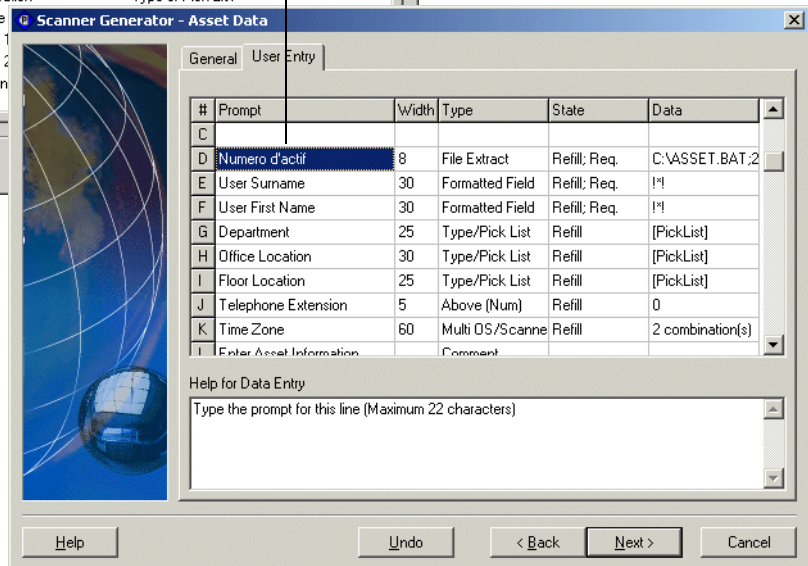 Scanner Generator - Asset Data
General User Entry
# Prompt Width Type State Data
C
D Numero d'actif 8 File Extract Refill; Req. C:\ASSET.BAT;2
E User Surname 30 Formatted Field Refill; Req. !*!
F User First Name 30 Formatted Field Refill; Req. !*!
G Department 25 Type/Pick List Refill [PickList]
H Office Location 30 Type/Pick List Refill [PickList]
I Floor Location 25 Type/Pick List Refill [PickList]
J Telephone Extension 5 Above (Num) Refill 0
K Time Zone 60 Multi OS/Scanne Refill 2 combination(s)
L Enter Asset Information Comment
Help for Data Entry
Type the prompt for this line (Maximum 22 characters)
Help Undo < Back Next > Cancel